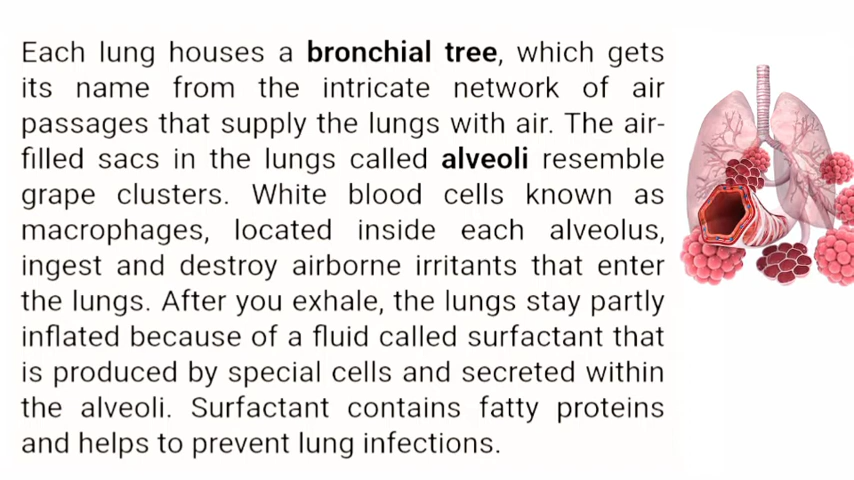 Each lung houses a bronchial tree, which gets
its name from the intricate network of air
passages that supply the lungs with air. The air-
filled sacs in the lungs called alveoli resemble
grape clusters. White blood cells known as
macrophages, located inside each alveolus,
ingest and destroy airborne irritants that enter
the lungs. After you exhale, the lungs stay partly
inflated because of a fluid called surfactant that
is produced by special cells and secreted within
the alveoli. Surfactant contains fatty proteins
and helps to prevent lung infections.